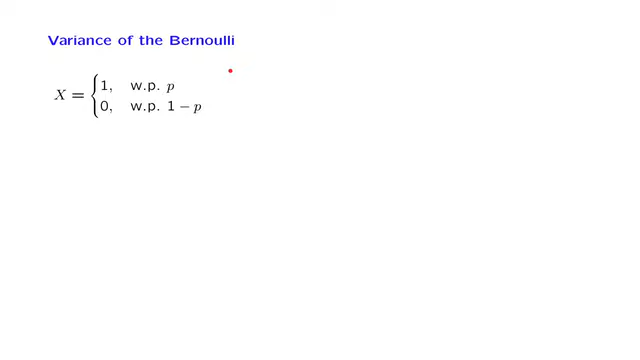 Variance of the Bernoulli
X = { 1, w.p. p
0, w.p. 1 − p